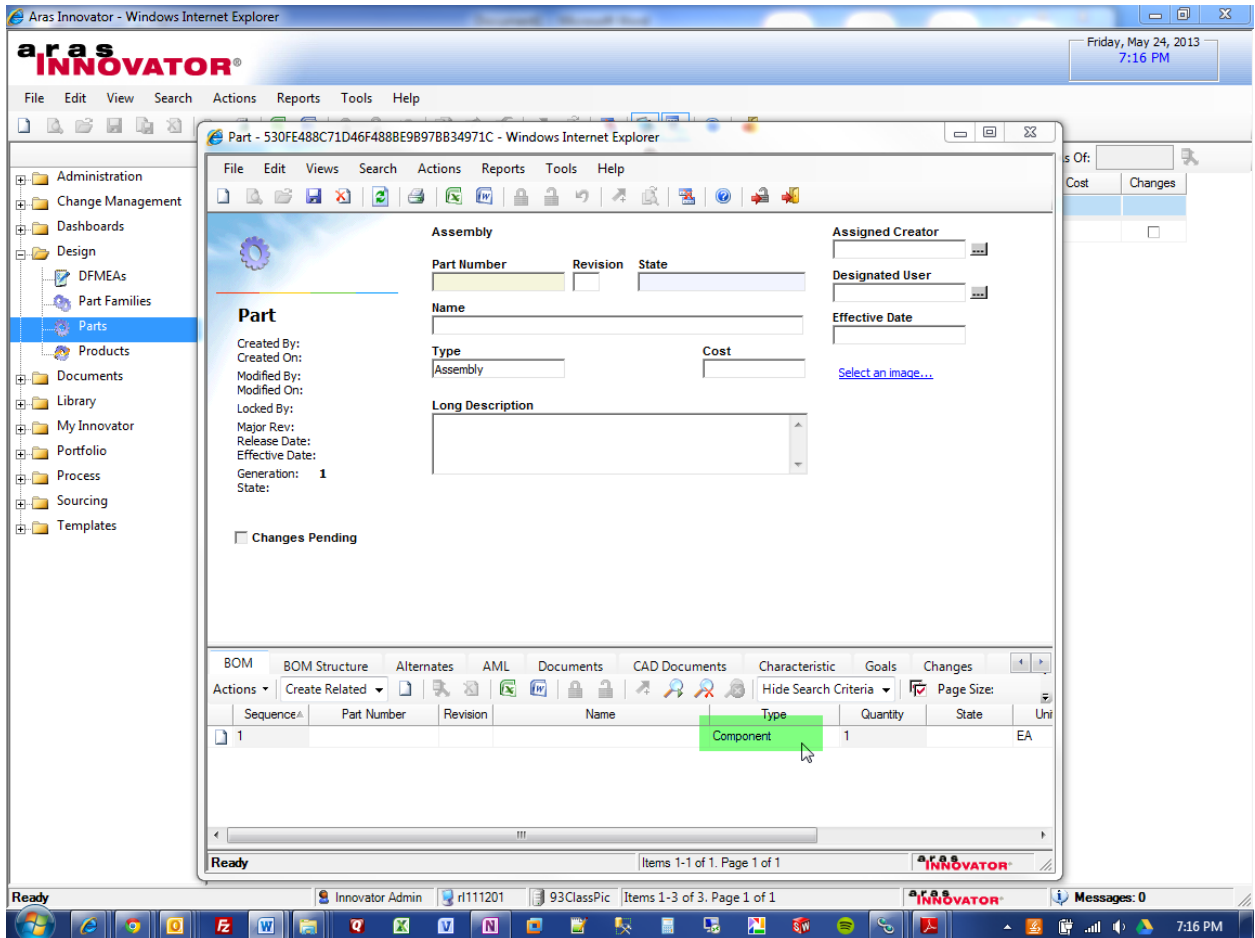 Aras Innovator - Windows Internet Explorer
aras
INNOVATOR®
Friday, May 24, 2013
7:16 PM
File Edit View Search Actions Reports Tools Help
Part - 530FE488C71D46F488BE9B97BB34971C - Windows Internet Explorer
s Of:
Cost Changes
File Edit Views Search Actions Reports Tools Help
Administration
Change Management
Dashboards
Design
DFMEAs
Part Families
Parts
Products
Documents
Library
My Innovator
Portfolio
Process
Sourcing
Templates
Part
Created By:
Created On:
Modified By:
Modified On:
Locked By:
Major Rev:
Release Date:
Effective Date:
Generation: 1
State:
Changes Pending
Assembly
Part Number Revision State
Name
Type Cost
Assembly
Long Description
Assigned Creator
...
Designated User
...
Effective Date
Select an image...
BOM BOM Structure Alternates AML Documents CAD Documents Characteristic Goals Changes
Actions Create Related Hide Search Criteria Page Size:
Sequence Part Number Revision Name Type Quantity State Uni
1 Component 1 EA
Ready Items 1-1 of 1. Page 1 of 1 aras INNOVATOR
Ready Innovator Admin rl111201 93ClassPic Items 1-3 of 3. Page 1 of 1 aras INNOVATOR Messages: 0
7:16 PM